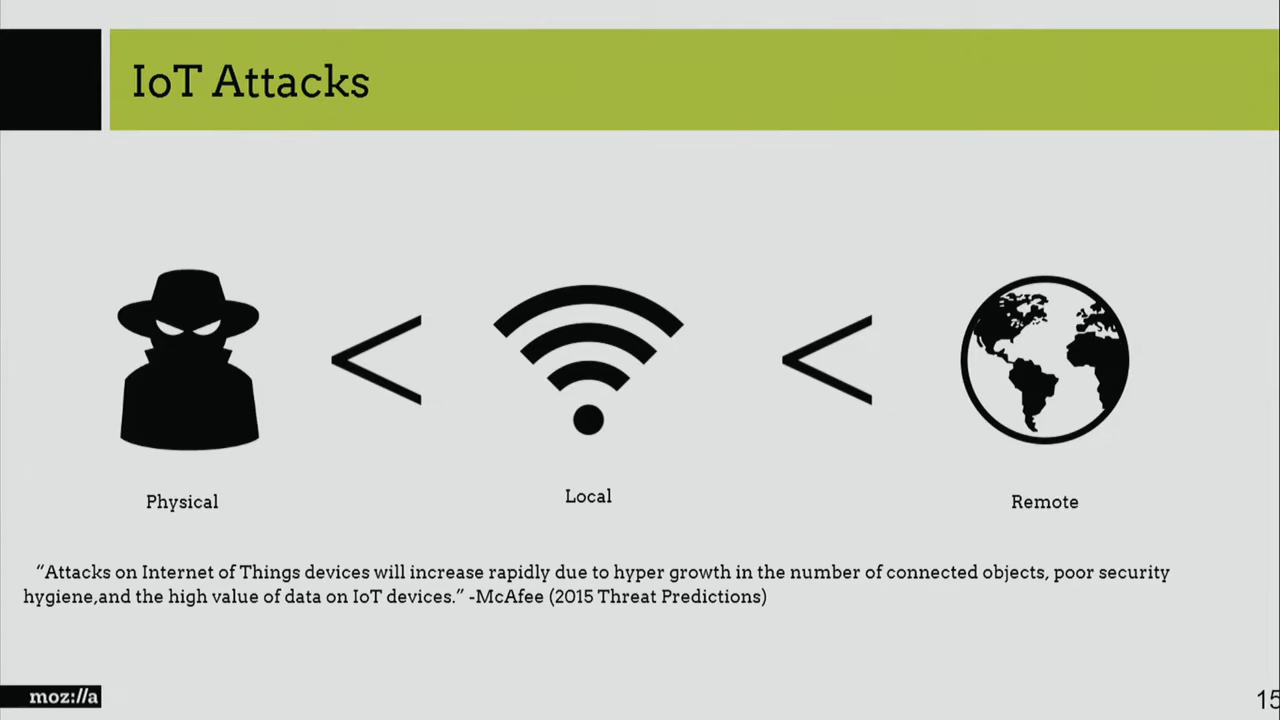 IoT Attacks
< <
Physical Local Remote
“Attacks on Internet of Things devices will increase rapidly due to hyper growth in the number of connected objects, poor security
hygiene,and the high value of data on IoT devices.” -McAfee (2015 Threat Predictions)
moz://a
15